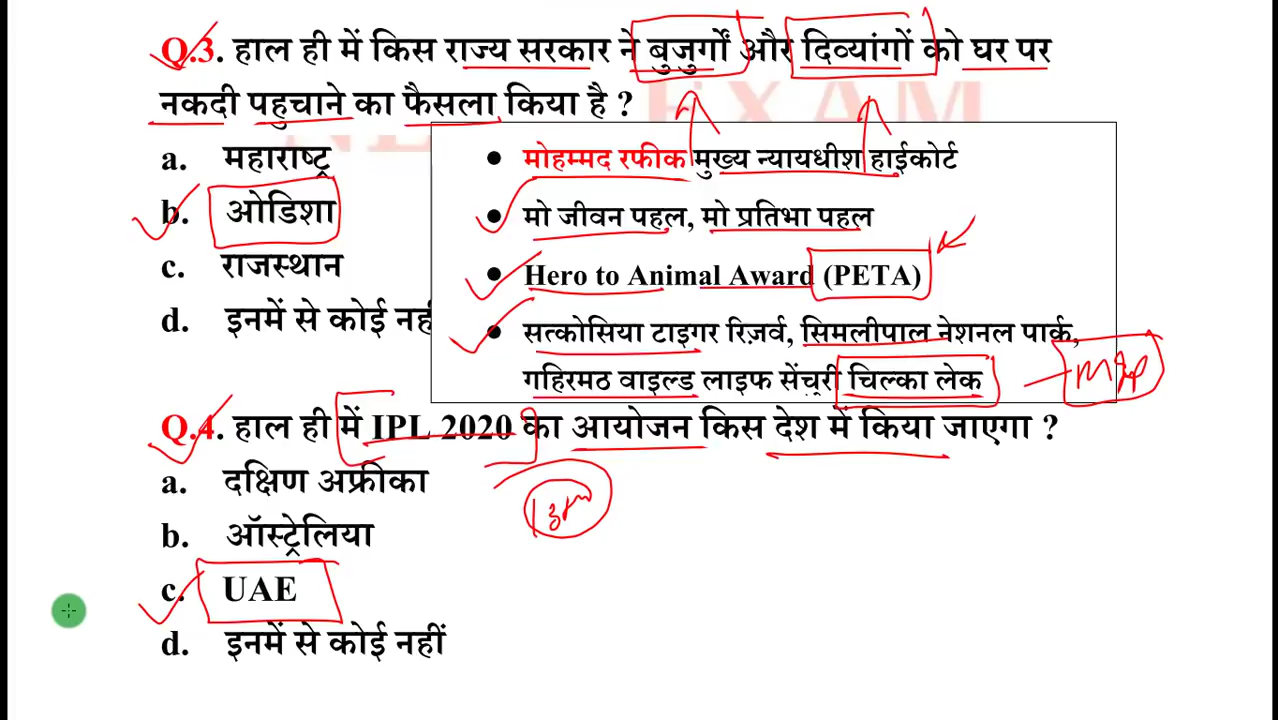 Q.3. हाल ही में किस राज्य सरकार ने बुजुर्गों और दिव्यांगों को घर पर
नकदी पहुचाने का फैसला किया है ?
a. महाराष्ट्र
b. ओडिशा
c. राजस्थान
d. इनमें से कोई नहीं
• मोहम्मद रफीक मुख्य न्यायधीश हाईकोर्ट
• मो जीवन पहल, मो प्रतिभा पहल
• Hero to Animal Award (PETA)
• सत्कोसिया टाइगर रिज़र्व, सिमलीपाल नेशनल पार्क,
गहिरमठ वाइल्ड लाइफ सेंचुरी चिल्का लेक
Q.4. हाल ही में IPL 2020 का आयोजन किस देश में किया जाएगा ?
a. दक्षिण अफ्रीका
b. ऑस्ट्रेलिया
c. UAE
d. इनमें से कोई नहीं
EXAM